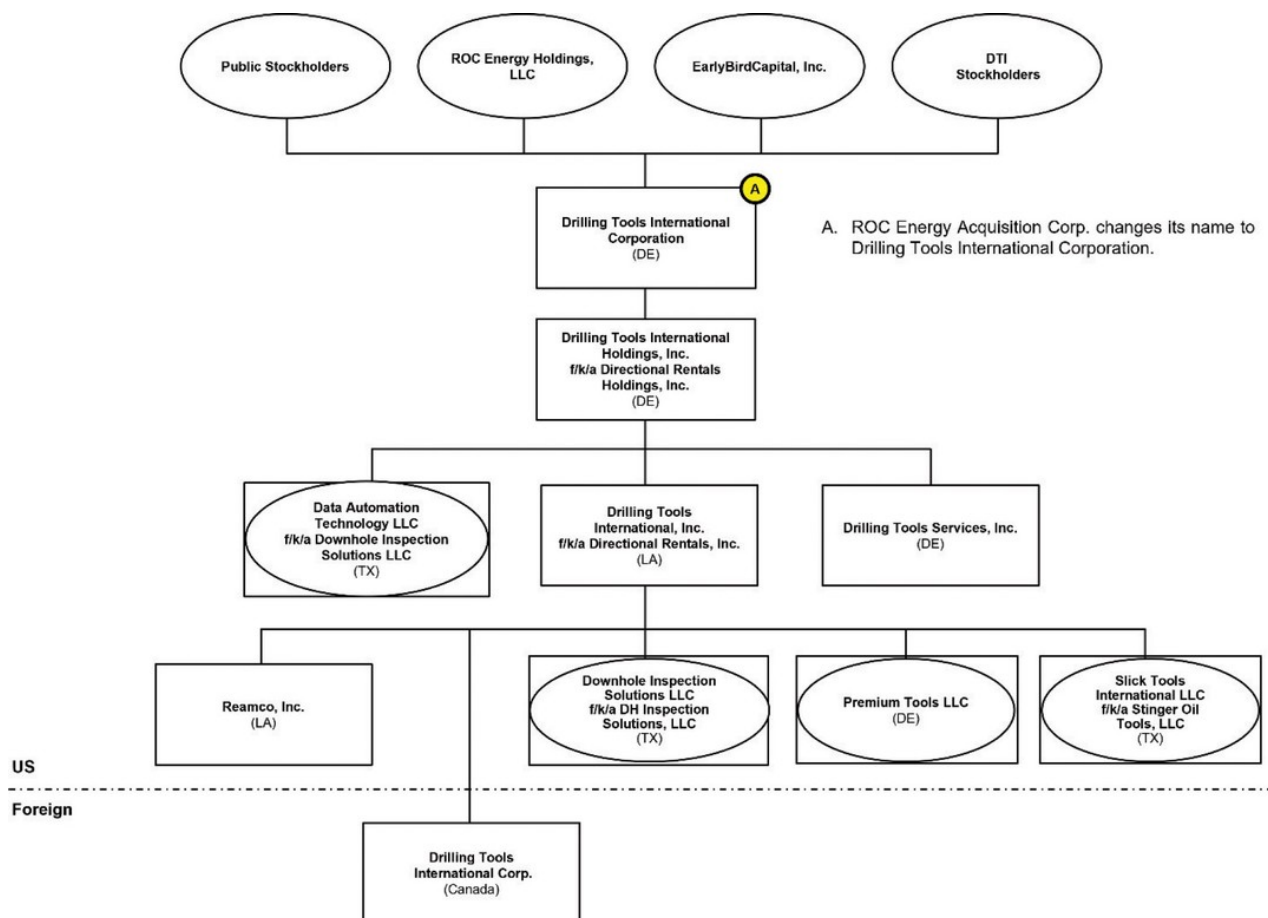 Public Stockholders
ROC Energy Holdings,
LLC
EarlyBirdCapital, Inc.
DTI
Stockholders
A
Drilling Tools International
Corporation
(DE)
A. ROC Energy Acquisition Corp. changes its name to
Drilling Tools International Corporation.
Drilling Tools International
Holdings, Inc.
f/k/a Directional Rentals
Holdings, Inc.
(DE)
Data Automation
Technology LLC
f/k/a Downhole Inspection
Solutions LLC
(TX)
Drilling Tools
International, Inc.
f/k/a Directional Rentals, Inc.
(LA)
Drilling Tools Services, Inc.
(DE)
Reamco, Inc.
(LA)
Downhole Inspection
Solutions LLC
f/k/a DH Inspection
Solutions, LLC
(TX)
Premium Tools LLC
(DE)
Slick Tools
International LLC
f/k/a Stinger Oil
Tools, LLC
(TX)
US
Foreign
Drilling Tools
International Corp.
(Canada)